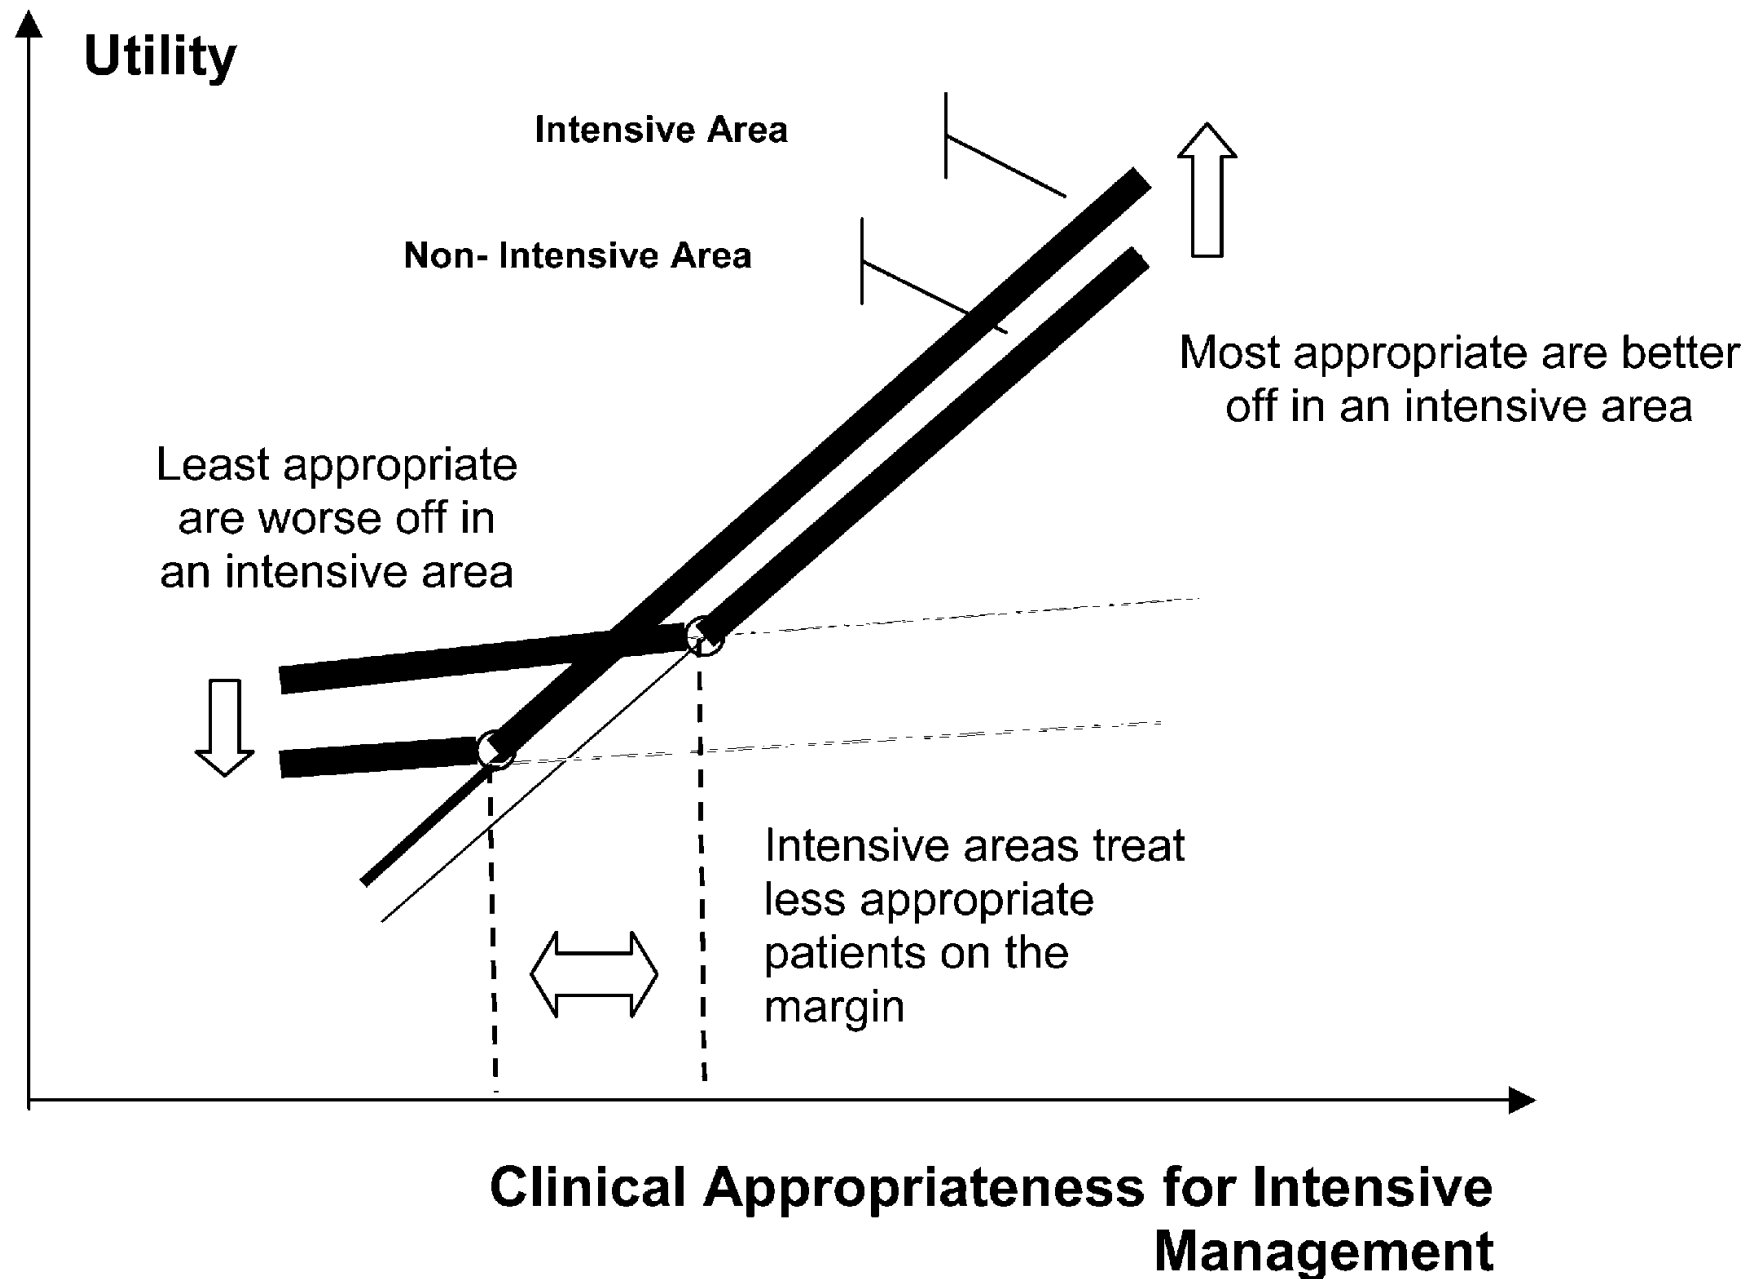 Utility
Intensive Area
Non- Intensive Area
Most appropriate are better
off in an intensive area
Least appropriate
are worse off in
an intensive area
Intensive areas treat
less appropriate
patients on the
margin
Clinical Appropriateness for Intensive
Management